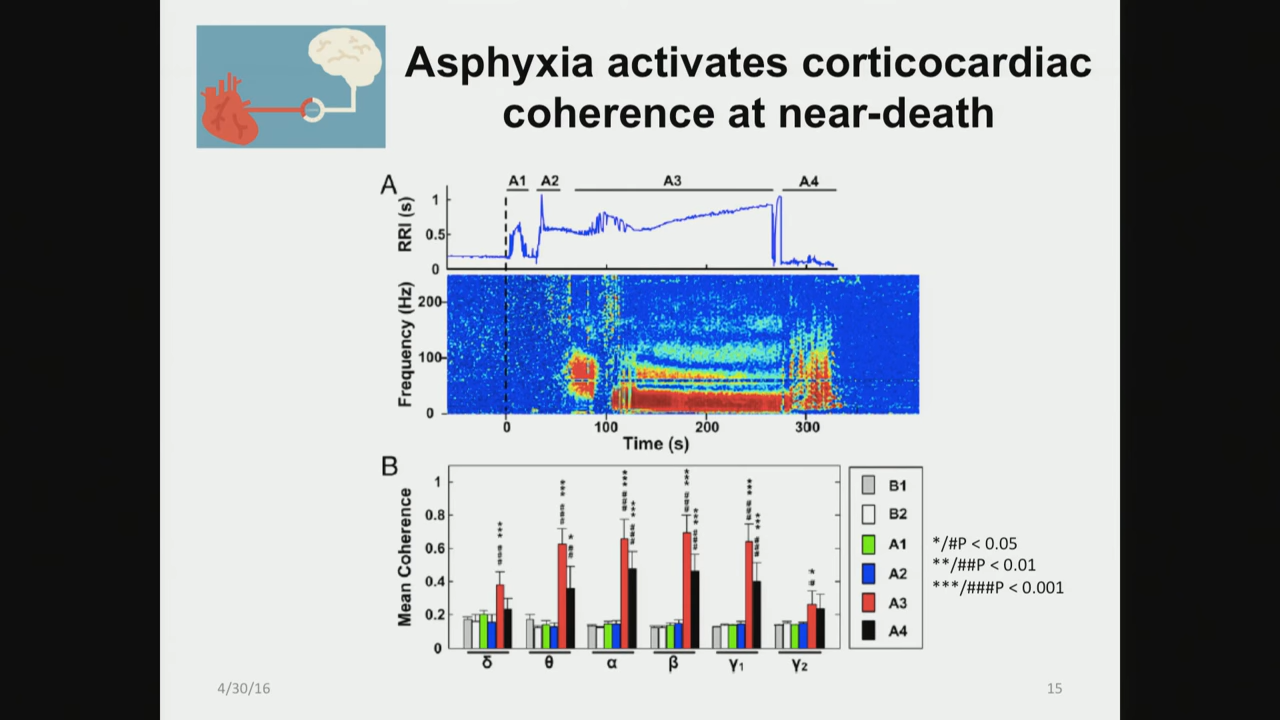 Asphyxia activates corticocardiac
coherence at near-death
A
A1 A2 A3 A4
RRI (s)
1
0.5
0
Frequency (Hz)
200
100
0
0 100 200 300
Time (s)
B
Mean Coherence
1
0.8
0.6
0.4
0.2
0
*** ###
*** ###
* ##
*** ###
*** ###
*** ###
*** ###
*** ###
*** ###
* #
δ θ α β γ1 γ2
B1
B2
A1
A2
A3
A4
*/#P < 0.05
**/##P < 0.01
***/###P < 0.001
4/30/16
15